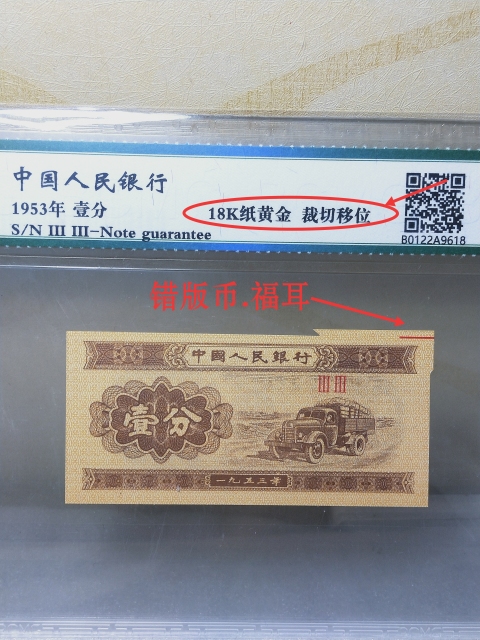 中国人民银行
1953年 壹分
S/N III III-Note guarantee
18K纸黄金 裁切移位
B0122A9618
错版币.福耳
中国人民银行
III III
壹分
一九五三年